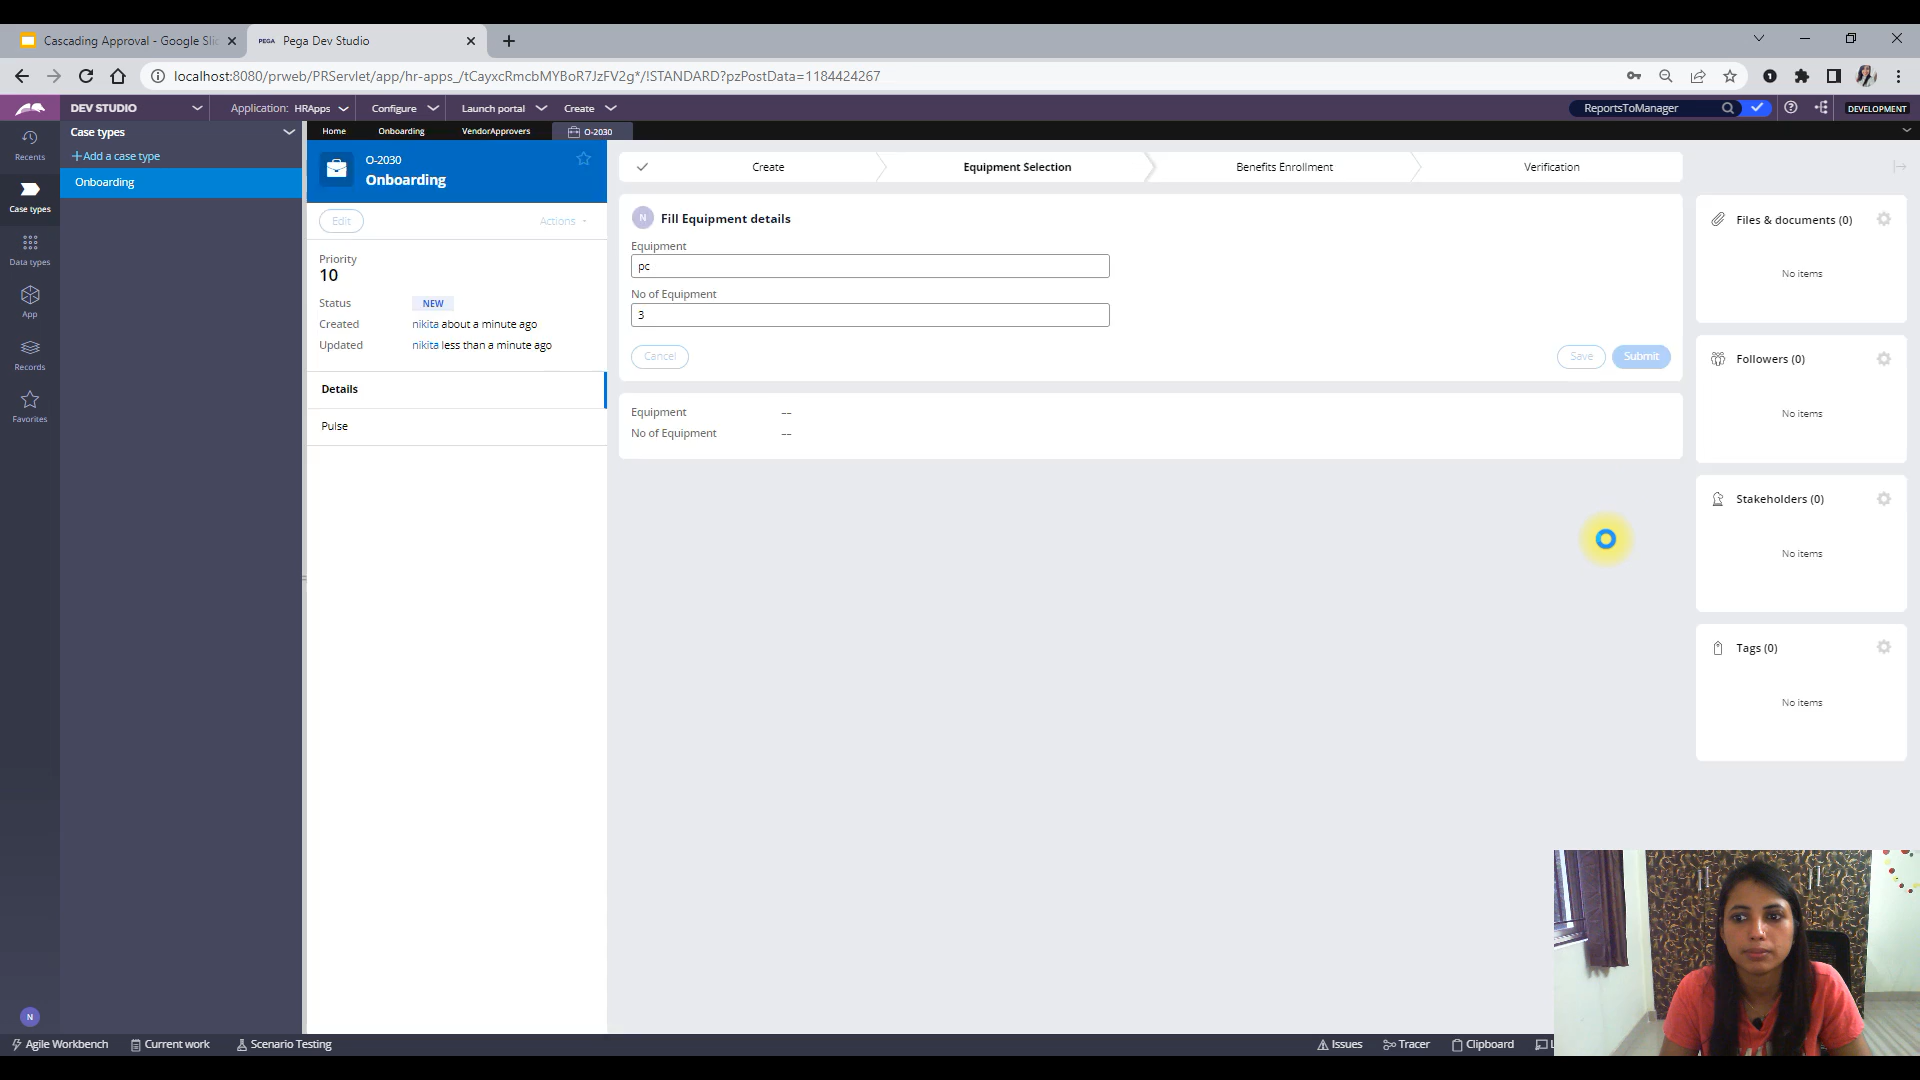 Cascading Approval - Google Slid
PEGA Pega Dev Studio
localhost:8080/prweb/PRServlet/app/hr-apps_/tCayxcRmcbMYBoR7JzFV2g*/!STANDARD?pzPostData=1184424267
DEV STUDIO
Application: HRApps
Configure
Launch portal
Create
ReportsToManager
DEVELOPMENT
Recents
Case types
App
Data types
Records
Favorites
Case types
+Add a case type
Onboarding
Home
Onboarding
VendorApprovers
O-2030
O-2030
Onboarding
Edit
Actions
Priority
10
Status NEW
Created nikita about a minute ago
Updated nikita less than a minute ago
Details
Pulse
Create
Equipment Selection
Benefits Enrollment
Verification
N Fill Equipment details
Equipment
pc
No of Equipment
3
Cancel
Save
Submit
Equipment --
No of Equipment --
Files & documents (0)
No items
Followers (0)
No items
Stakeholders (0)
No items
Tags (0)
No items
N
Agile Workbench
Current work
Scenario Testing
Issues
Tracer
Clipboard
L